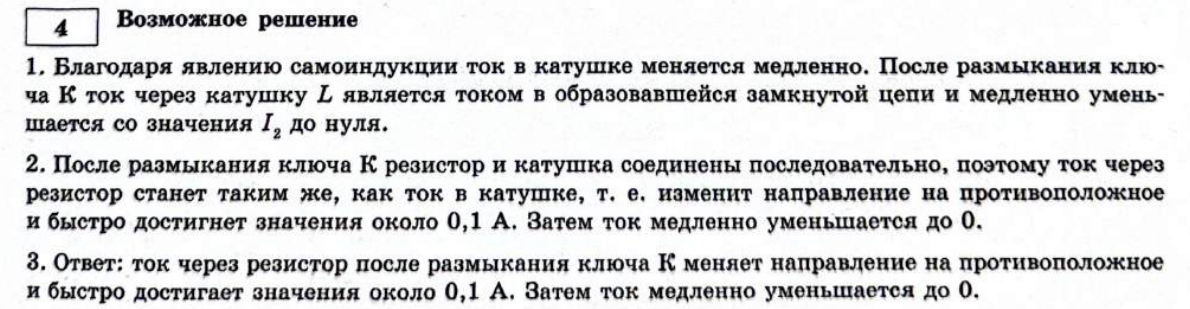 4 Возможное решение
1. Благодаря явлению самоиндукции ток в катушке меняется медленно. После размыкания клю-
ча К ток через катушку L является током в образовавшейся замкнутой цепи и медленно умень-
шается со значения I₂ до нуля.
2. После размыкания ключа К резистор и катушка соединены последовательно, поэтому ток через
резистор станет таким же, как ток в катушке, т. е. изменит направление на противоположное
и быстро достигнет значения около 0,1 А. Затем ток медленно уменьшается до 0.
3. Ответ: ток через резистор после размыкания ключа К меняет направление на противоположное
и быстро достигает значения около 0,1 А. Затем ток медленно уменьшается до 0.